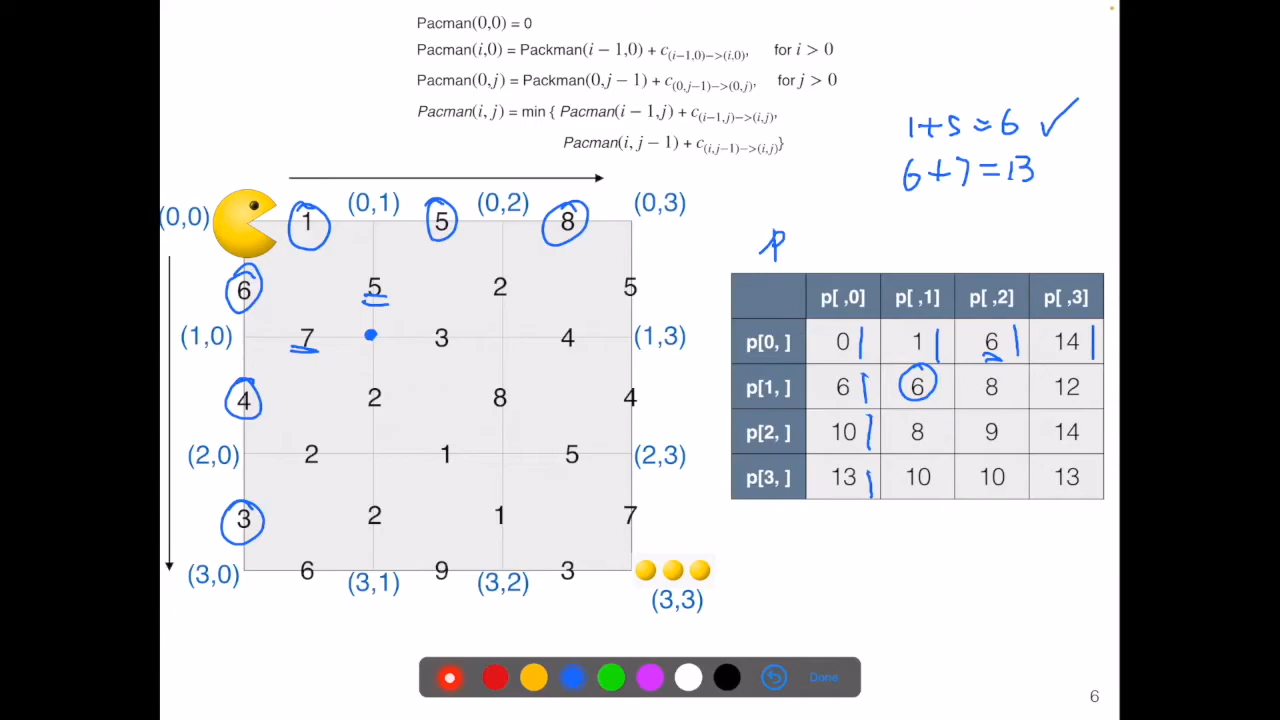 Pacman(0,0) = 0
Pacman(i,0) = Packman(i − 1,0) + c(i−1,0)−>(i,0), for i > 0
Pacman(0,j) = Packman(0,j − 1) + c(0,j−1)−>(0,j), for j > 0
Pacman(i, j) = min { Pacman(i − 1,j) + c(i−1,j)−>(i,j),
Pacman(i, j − 1) + c(i,j−1)−>(i,j)}
1+5=6 ✓
6+7=13
(0,0) 1 (0,1) 5 (0,2) 8 (0,3)
6 5 2 5
(1,0) 7 3 4 (1,3)
4 2 8 4
(2,0) 2 1 5 (2,3)
3 2 1 7
(3,0) 6 (3,1) 9 (3,2) 3 (3,3)
P
p[ ,0] p[ ,1] p[ ,2] p[ ,3]
p[0, ] 0 1 6 14
p[1, ] 6 6 8 12
p[2, ] 10 8 9 14
p[3, ] 13 10 10 13
Done
6